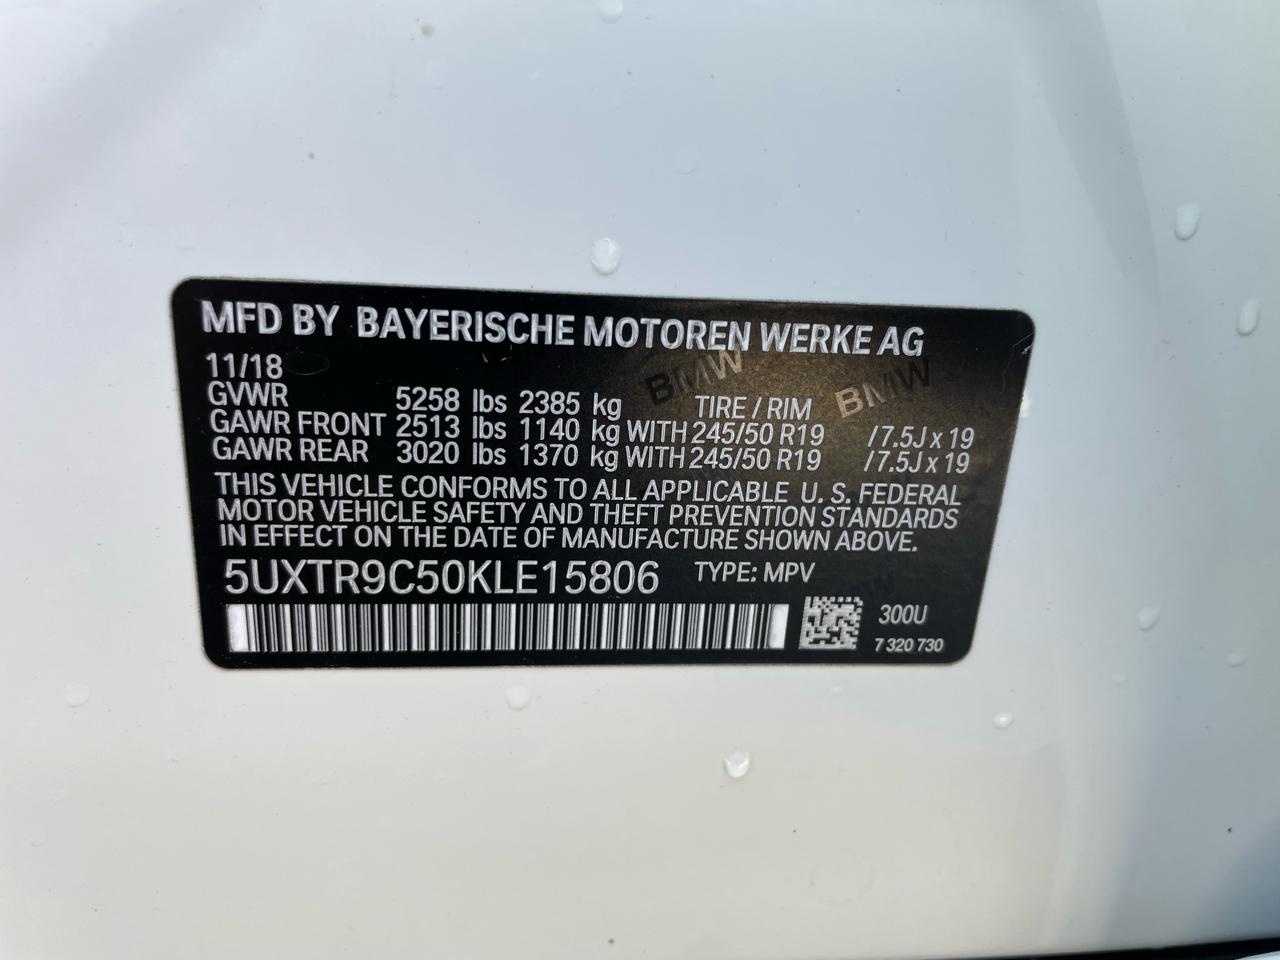 MFD BY BAYERISCHE MOTOREN WERKE AG
11/18
GVWR 5258 lbs 2385 kg TIRE / RIM
GAWR FRONT 2513 lbs 1140 kg WITH 245/50 R19 / 7.5J x 19
GAWR REAR 3020 lbs 1370 kg WITH 245/50 R19 / 7.5J x 19
THIS VEHICLE CONFORMS TO ALL APPLICABLE U. S. FEDERAL
MOTOR VEHICLE SAFETY AND THEFT PREVENTION STANDARDS
IN EFFECT ON THE DATE OF MANUFACTURE SHOWN ABOVE.
5UXTR9C50KLE15806 TYPE: MPV
300U
7 320 730
BMW
BMW
BMW